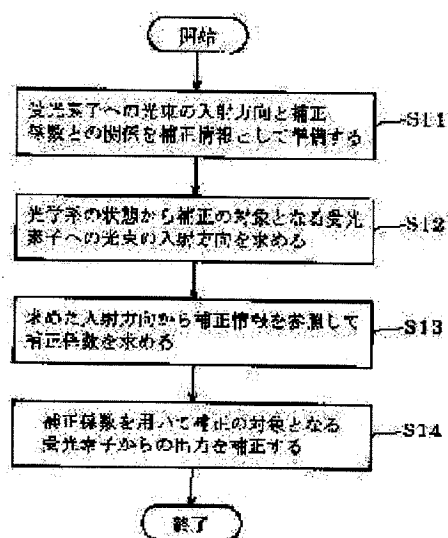 開始
受光素子への光束の入射方向と補正
係数との関係を補正情報として準備する
S11
光学系の状態から補正の対象となる受光
素子への光束の入射方向を求める
S12
求めた入射方向から補正情報を参照して
補正係数を求める
S13
補正係数を用いて補正の対象となる
受光素子からの出力を補正する
S14
終了